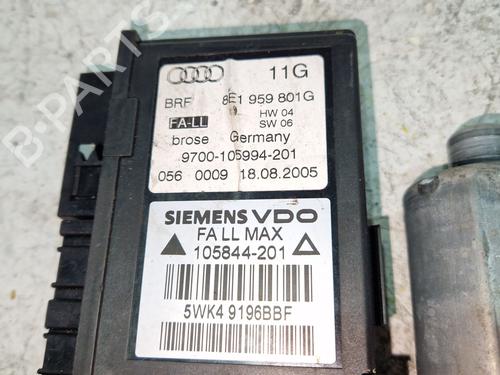 11G
BRF 8E1 959 801G
FA-LL HW 04
SW 06
brose Germany
9700-105994-201
056 0009 18.08.2005
SIEMENS VDO
FA LL MAX
105844-201
5WK4 9196BBF
B-PARTS